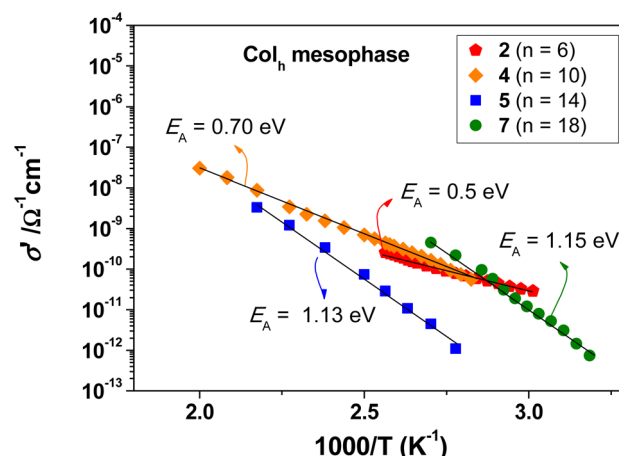 10⁻⁴
10⁻⁵
10⁻⁶
10⁻⁷
10⁻⁸
10⁻⁹
10⁻¹⁰
10⁻¹¹
10⁻¹²
10⁻¹³
σ' /Ω⁻¹cm⁻¹
Colₕ mesophase
2 (n = 6)
4 (n = 10)
5 (n = 14)
7 (n = 18)
E_A = 0.70 eV
E_A = 0.5 eV
E_A = 1.15 eV
E_A = 1.13 eV
2.0 2.5 3.0
1000/T (K⁻¹)